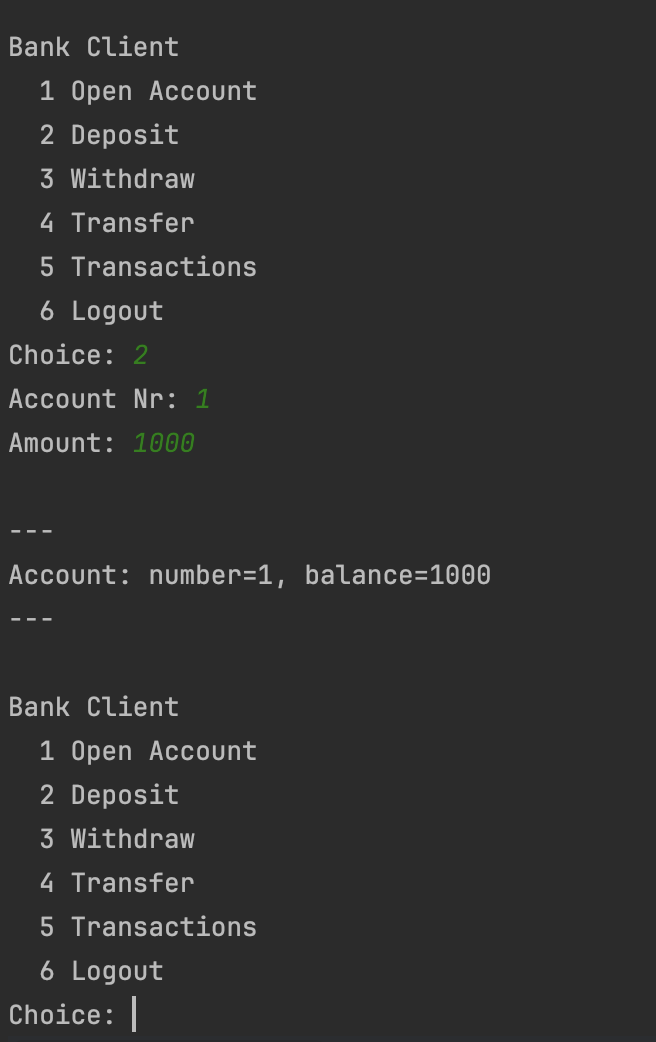 Bank Client
  1 Open Account
  2 Deposit
  3 Withdraw
  4 Transfer
  5 Transactions
  6 Logout
Choice: 2
Account Nr: 1
Amount: 1000

---
Account: number=1, balance=1000
---

Bank Client
  1 Open Account
  2 Deposit
  3 Withdraw
  4 Transfer
  5 Transactions
  6 Logout
Choice: